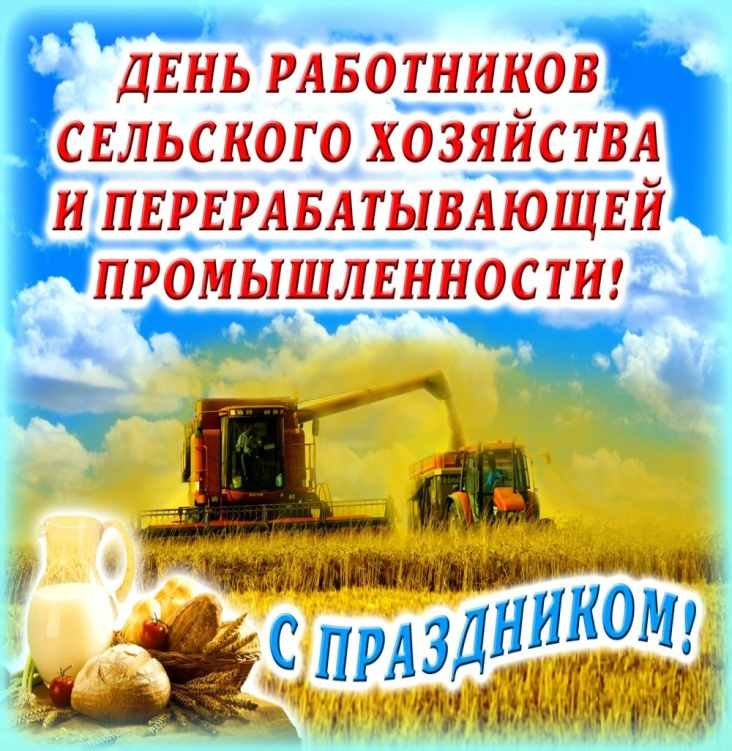 ДЕНЬ РАБОТНИКОВ
СЕЛЬСКОГО ХОЗЯЙСТВА
И ПЕРЕРАБАТЫВАЮЩЕЙ
ПРОМЫШЛЕННОСТИ!
С ПРАЗДНИКОМ!